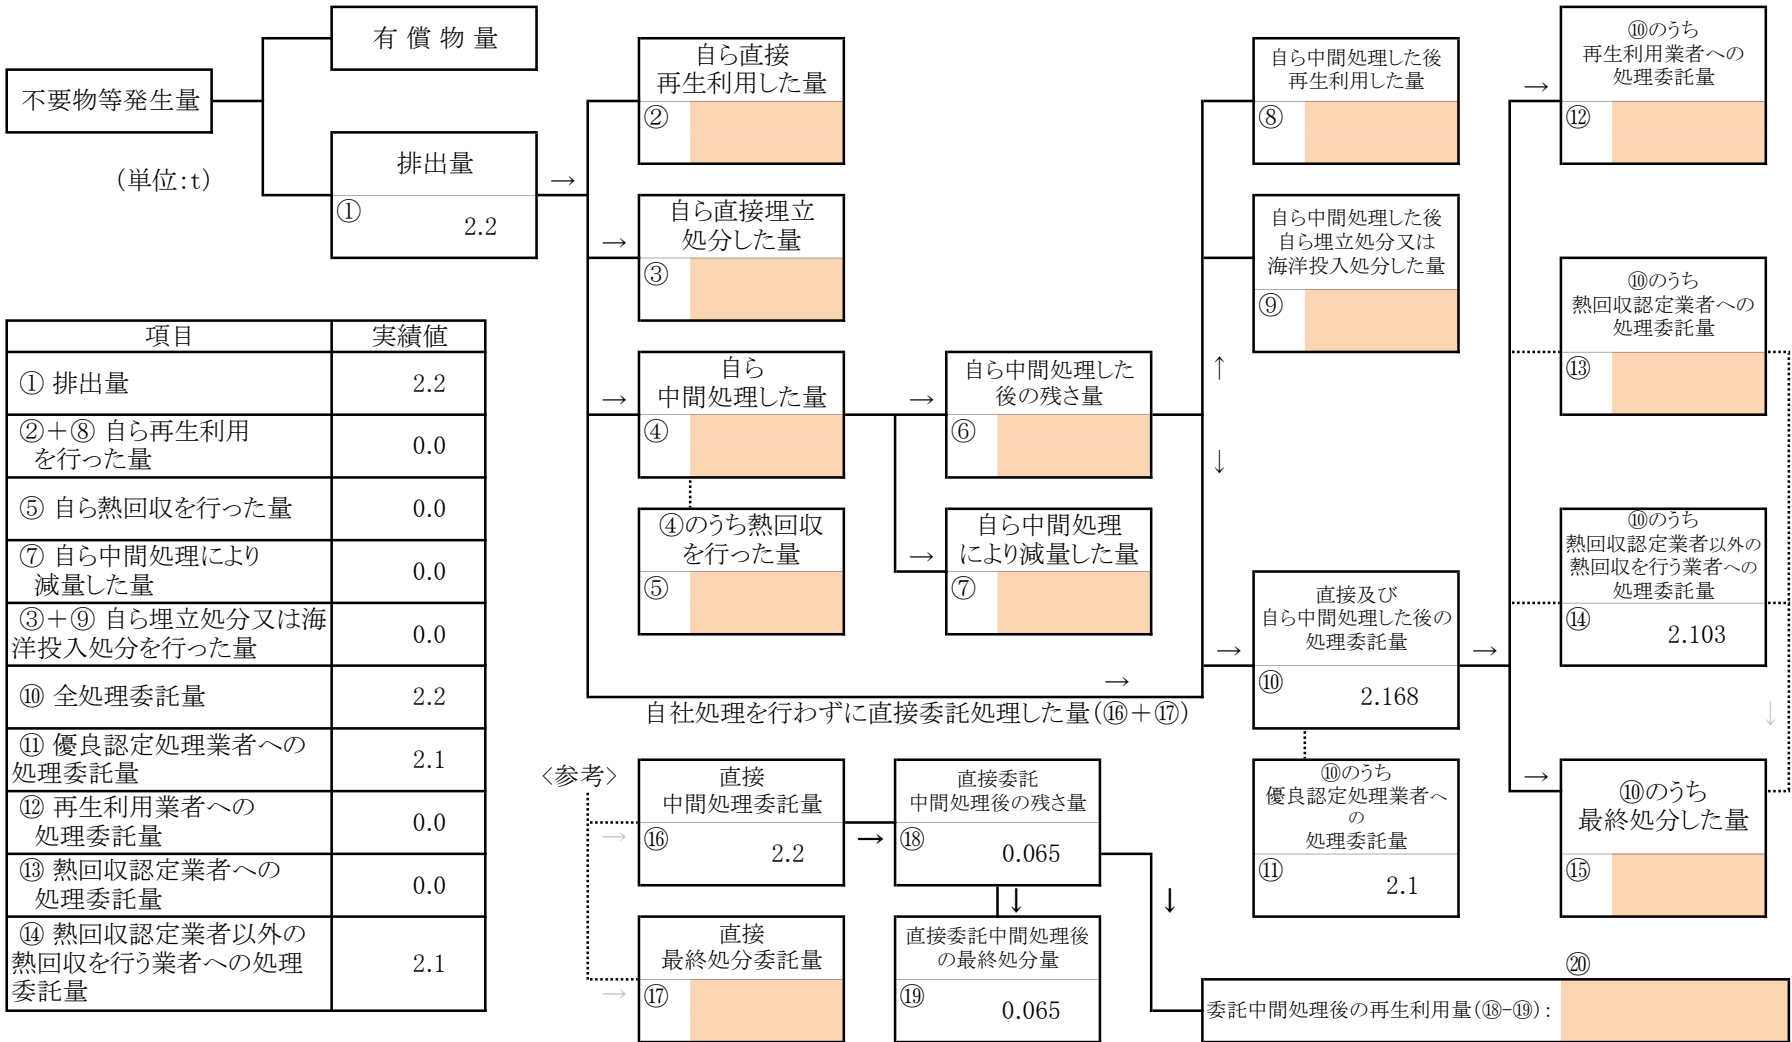 不要物等発生量
(単位:t)
有 償 物 量
排出量
①
2.2
→
自ら直接
再生利用した量
②
→
自ら直接埋立
処分した量
③
→
自ら
中間処理した量
④
④のうち熱回収
を行った量
⑤
→
自ら中間処理した
後の残さ量
⑥
→
自ら中間処理
により減量した量
⑦
↑
↓
自ら中間処理した後
再生利用した量
⑧
自ら中間処理した後
自ら埋立処分又は
海洋投入処分した量
⑨
→
自社処理を行わずに直接委託処理した量(⑯+⑰)
→
直接及び
自ら中間処理した後の
処理委託量
⑩
2.168
→
⑩のうち
優良認定処理業者へ
の
処理委託量
⑪
2.1
→
⑩のうち
再生利用業者への
処理委託量
⑫
⑩のうち
熱回収認定業者への
処理委託量
⑬
⑩のうち
熱回収認定業者以外の
熱回収を行う業者への
処理委託量
⑭
2.103
↓
→
⑩のうち
最終処分した量
⑮
項目 実績値
① 排出量 2.2
②+⑧ 自ら再生利用
を行った量
0.0
⑤ 自ら熱回収を行った量 0.0
⑦ 自ら中間処理により
減量した量
0.0
③+⑨ 自ら埋立処分又は海
洋投入処分を行った量
0.0
⑩ 全処理委託量 2.2
⑪ 優良認定処理業者への
処理委託量
2.1
⑫ 再生利用業者への
処理委託量
0.0
⑬ 熱回収認定業者への
処理委託量
0.0
⑭ 熱回収認定業者以外の
熱回収を行う業者への処理
委託量
2.1
<参考>
→
直接
中間処理委託量
⑯
2.2
→
直接委託
中間処理後の残さ量
⑱
0.065
↓
↓
→
直接
最終処分委託量
⑰
直接委託中間処理後
の最終処分量
⑲
0.065
⑳
委託中間処理後の再生利用量(⑱-⑲):